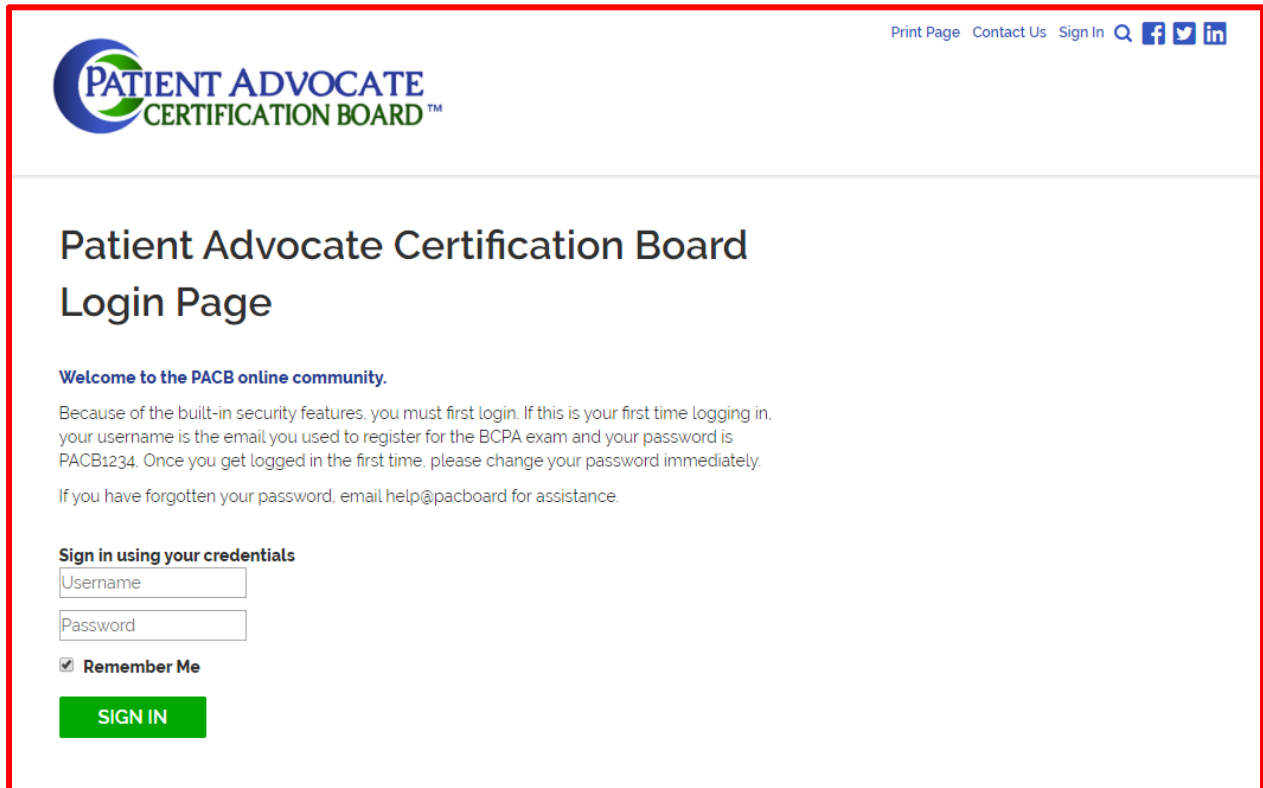 Print Page Contact Us Sign In
PATIENT ADVOCATE
CERTIFICATION BOARD™
Patient Advocate Certification Board
Login Page
Welcome to the PACB online community.
Because of the built-in security features, you must first login. If this is your first time logging in,
your username is the email you used to register for the BCPA exam and your password is
PACB1234. Once you get logged in the first time, please change your password immediately.
If you have forgotten your password, email help@pacboard for assistance.
Sign in using your credentials
Username
Password
Remember Me
SIGN IN